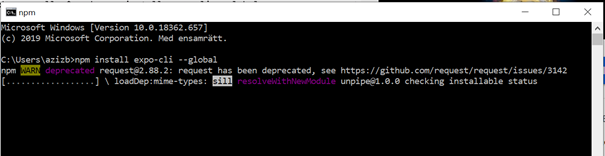 npm
Microsoft Windows [Version 10.0.18362.657]
(c) 2019 Microsoft Corporation. Med ensamrätt.
C:\Users\azizb>npm install expo-cli --global
npm WARN deprecated request@2.88.2: request has been deprecated, see https://github.com/request/request/issues/3142
[..................] \ loadDep:mime-types: sill resolveWithNewModule unpipe@1.0.0 checking installable status